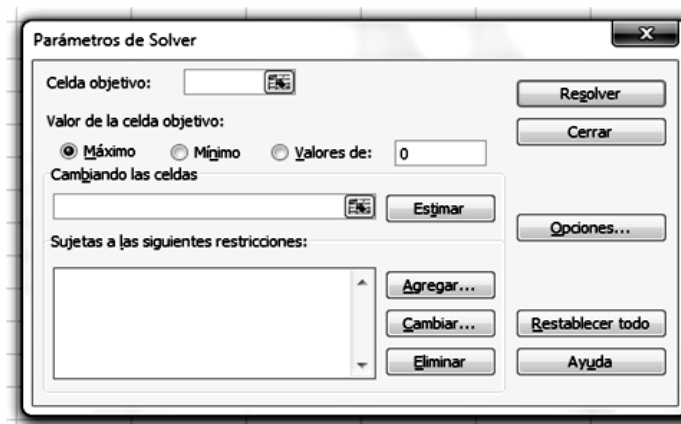 Parámetros de Solver
Celda objetivo:
Resolver
Valor de la celda objetivo:
Cerrar
Máximo Mínimo Valores de: 0
Cambiando las celdas
Estimar
Opciones...
Sujetas a las siguientes restricciones:
Agregar...
Cambiar... Restablecer todo
Eliminar Ayuda